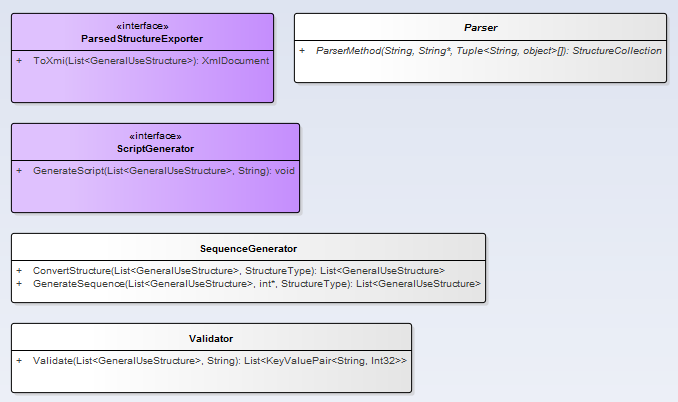 «interface»
ParsedStructureExporter
+ ToXmi(List<GeneralUseStructure>): XmlDocument
Parser
+ ParserMethod(String, String*, Tuple<String, object>[]): StructureCollection
«interface»
ScriptGenerator
+ GenerateScript(List<GeneralUseStructure>, String): void
SequenceGenerator
+ ConvertStructure(List<GeneralUseStructure>, StructureType): List<GeneralUseStructure>
+ GenerateSequence(List<GeneralUseStructure>, int*, StructureType): List<GeneralUseStructure>
Validator
+ Validate(List<GeneralUseStructure>, String): List<KeyValuePair<String, Int32>>